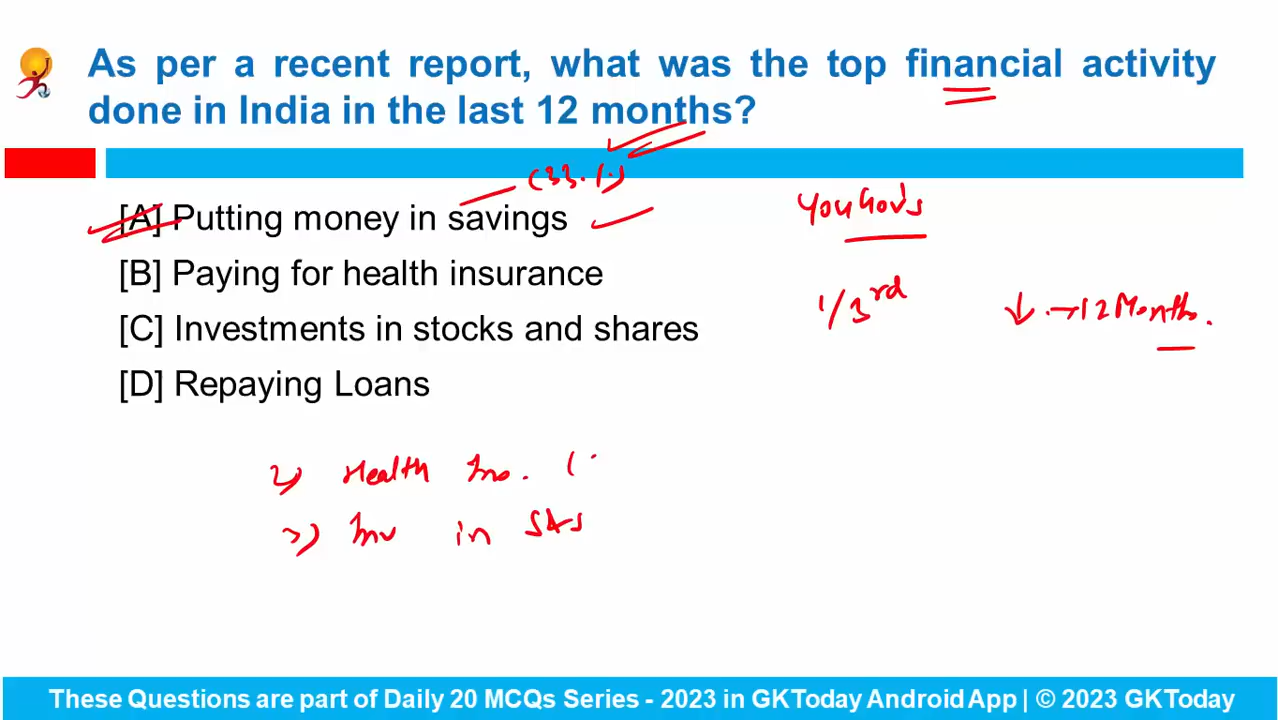 As per a recent report, what was the top financial activity
done in India in the last 12 months?
(33.%)
[A] Putting money in savings
YouGov's
[B] Paying for health insurance
1/3rd
↓ → 12 Months.
[C] Investments in stocks and shares
[D] Repaying Loans
2) Health Ins. (
3) Inv in S&S
These Questions are part of Daily 20 MCQs Series - 2023 in GKToday Android App | © 2023 GKToday